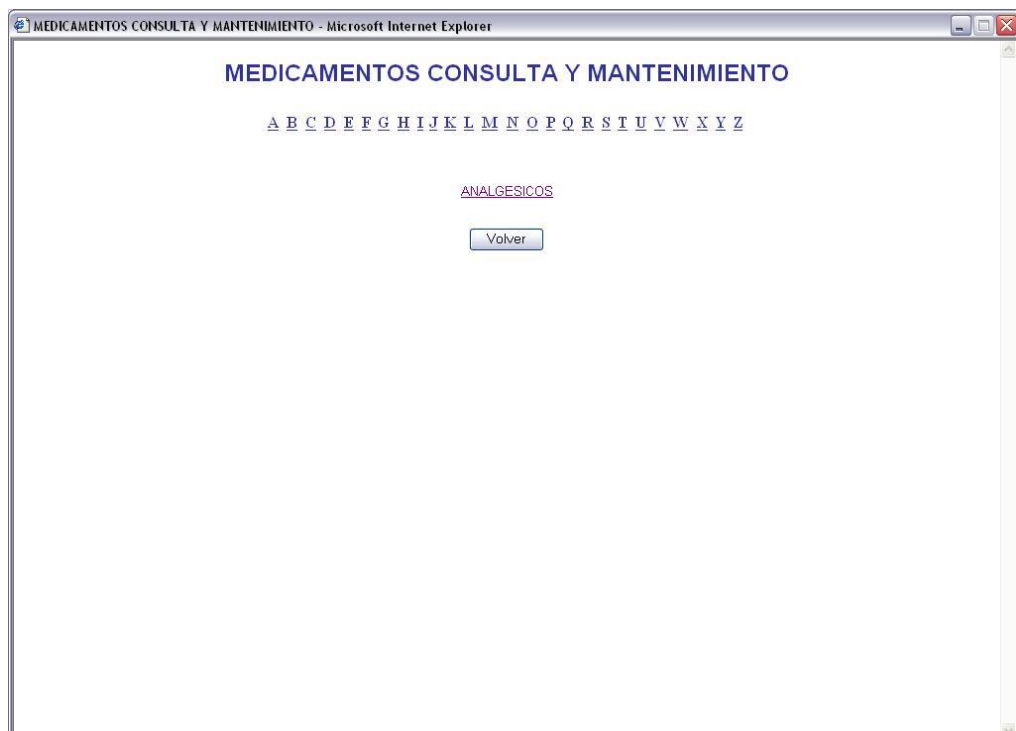 MEDICAMENTOS CONSULTA Y MANTENIMIENTO - Microsoft Internet Explorer
MEDICAMENTOS CONSULTA Y MANTENIMIENTO
A B C D E F G H I J K L M N O P Q R S T U V W X Y Z
ANALGESICOS
Volver